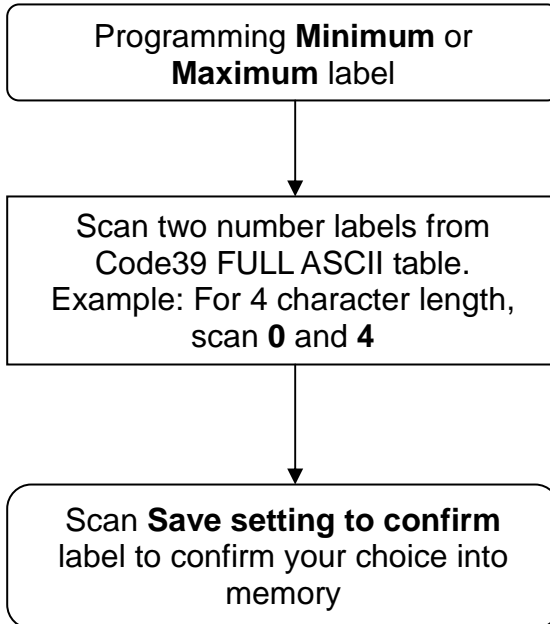 Programming Minimum or
Maximum label
Scan two number labels from
Code39 FULL ASCII table.
Example: For 4 character length,
scan 0 and 4
Scan Save setting to confirm
label to confirm your choice into
memory